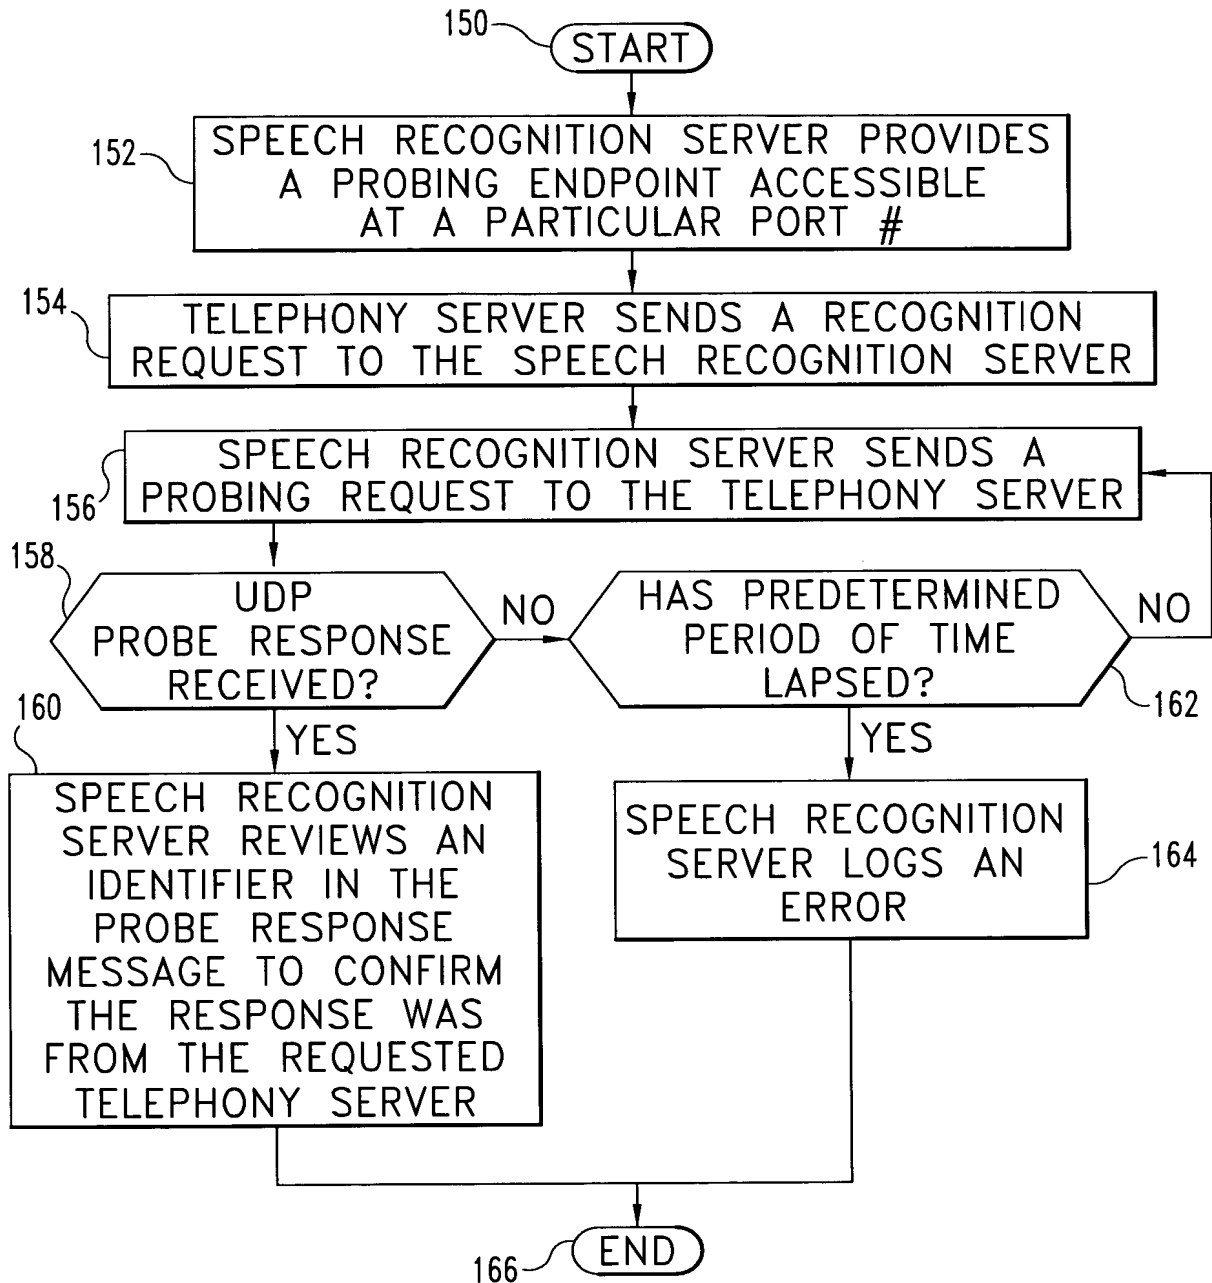 150
START
152
SPEECH RECOGNITION SERVER PROVIDES
A PROBING ENDPOINT ACCESSIBLE
AT A PARTICULAR PORT #
154
TELEPHONY SERVER SENDS A RECOGNITION
REQUEST TO THE SPEECH RECOGNITION SERVER
156
SPEECH RECOGNITION SERVER SENDS A
PROBING REQUEST TO THE TELEPHONY SERVER
158
UDP
PROBE RESPONSE
RECEIVED?
NO
HAS PREDETERMINED
PERIOD OF TIME
LAPSED?
NO
162
160
YES
YES
SPEECH RECOGNITION
SERVER REVIEWS AN
IDENTIFIER IN THE
PROBE RESPONSE
MESSAGE TO CONFIRM
THE RESPONSE WAS
FROM THE REQUESTED
TELEPHONY SERVER
SPEECH RECOGNITION
SERVER LOGS AN
ERROR
164
END
166